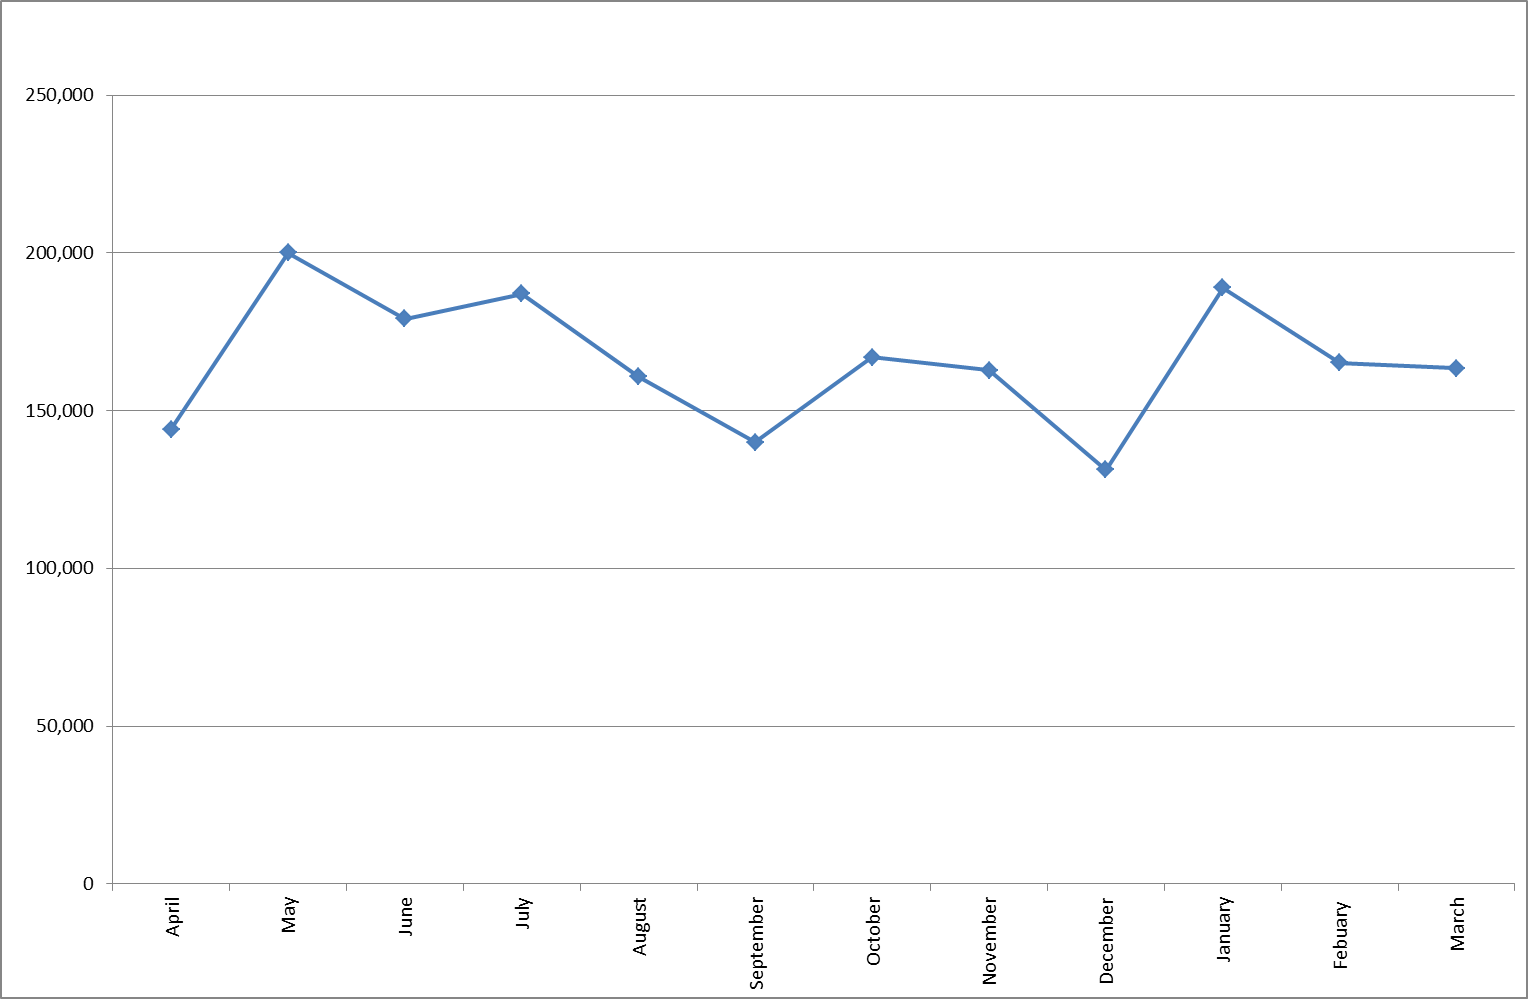 250,000
200,000
150,000
100,000
50,000
0
April
May
June
July
August
September
October
November
December
January
Febuary
March